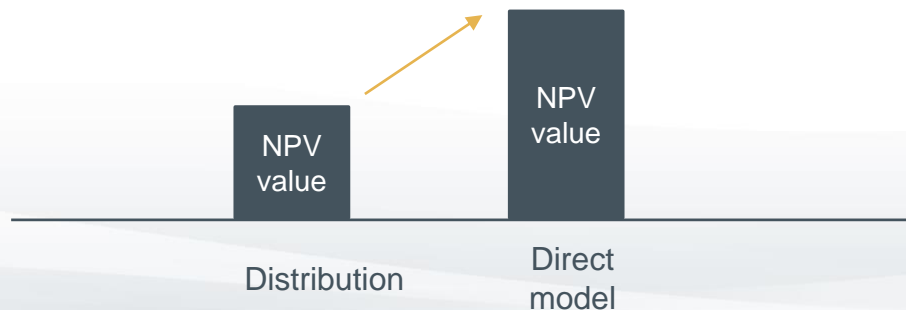 NPV
value
NPV
value
Distribution
Direct
model